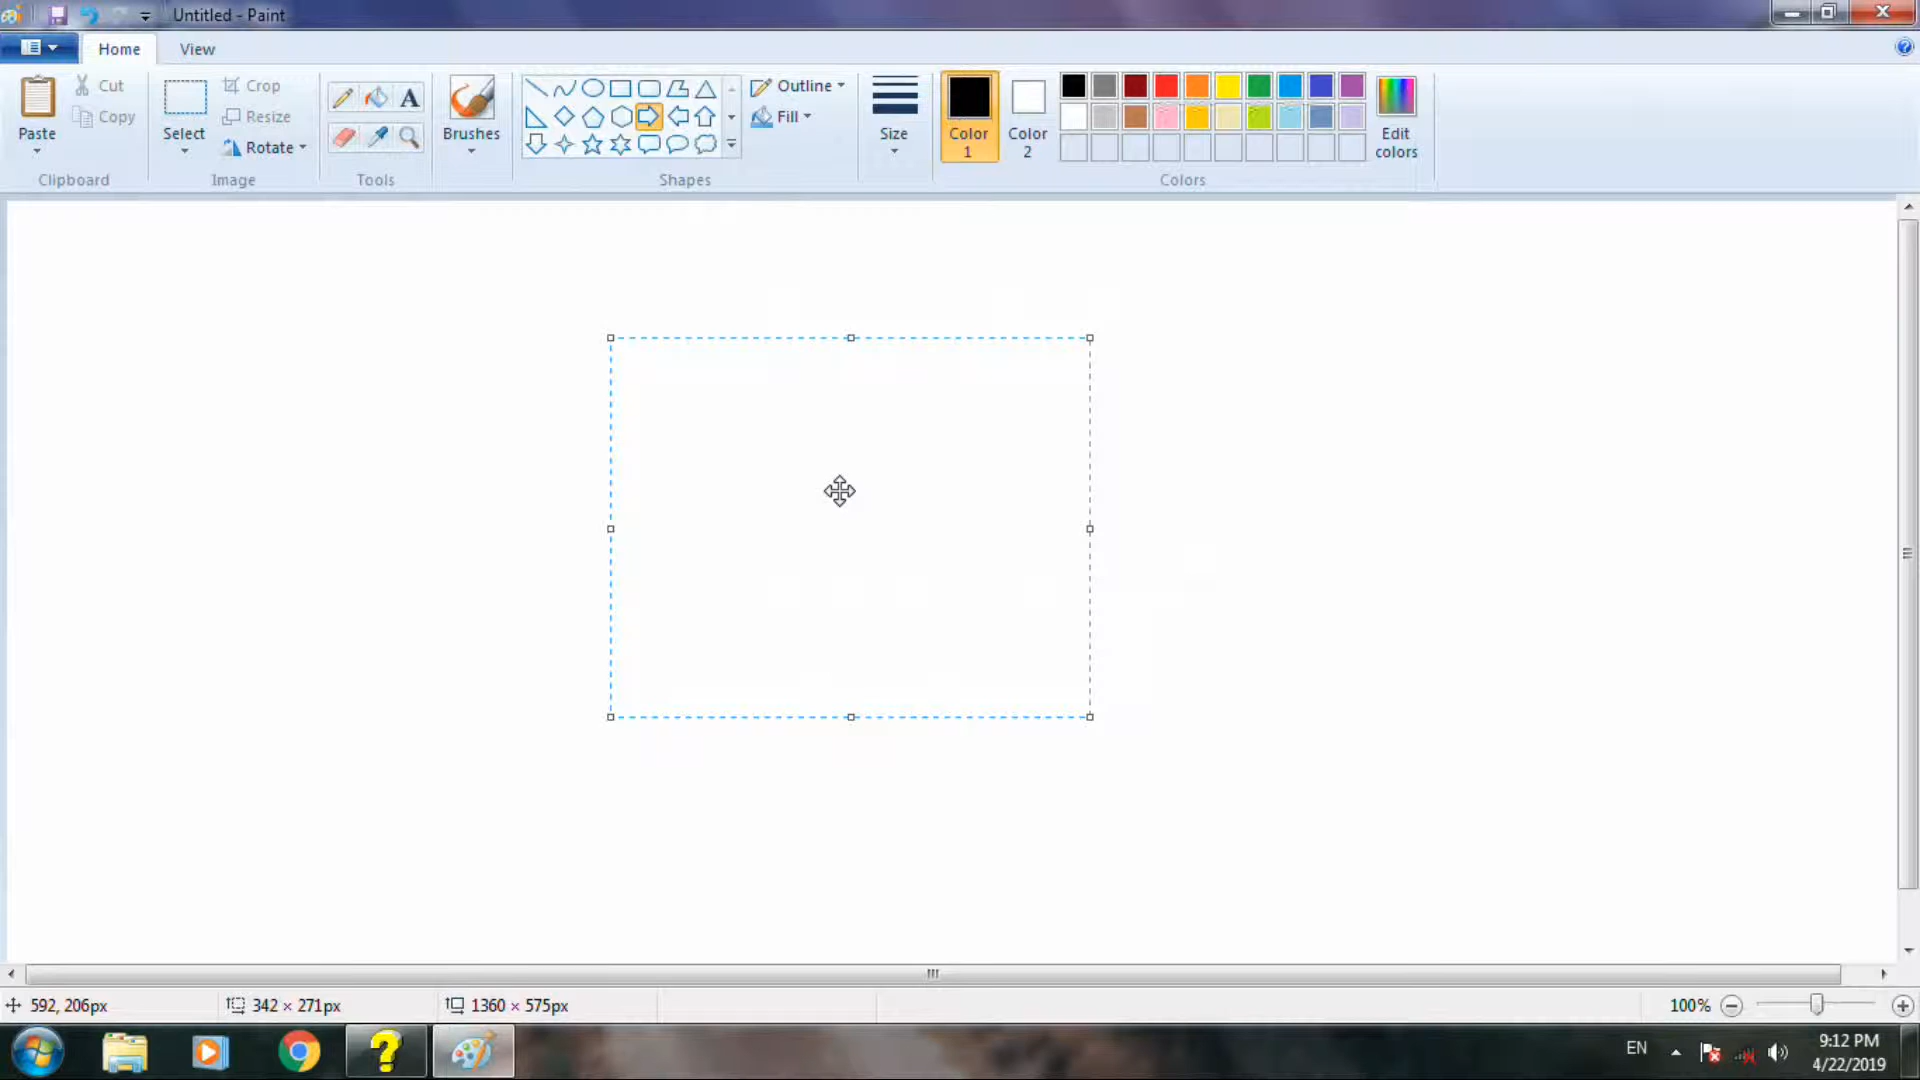 Untitled - Paint
Home View
Paste
Cut
Copy
Clipboard
Select
Crop
Resize
Rotate
Image
A
Tools
Brushes
Shapes
Outline
Fill
Size
Color 1
Color 2
Edit colors
Colors
592, 206px
342 × 271px
1360 × 575px
100%
EN
9:12 PM
4/22/2019